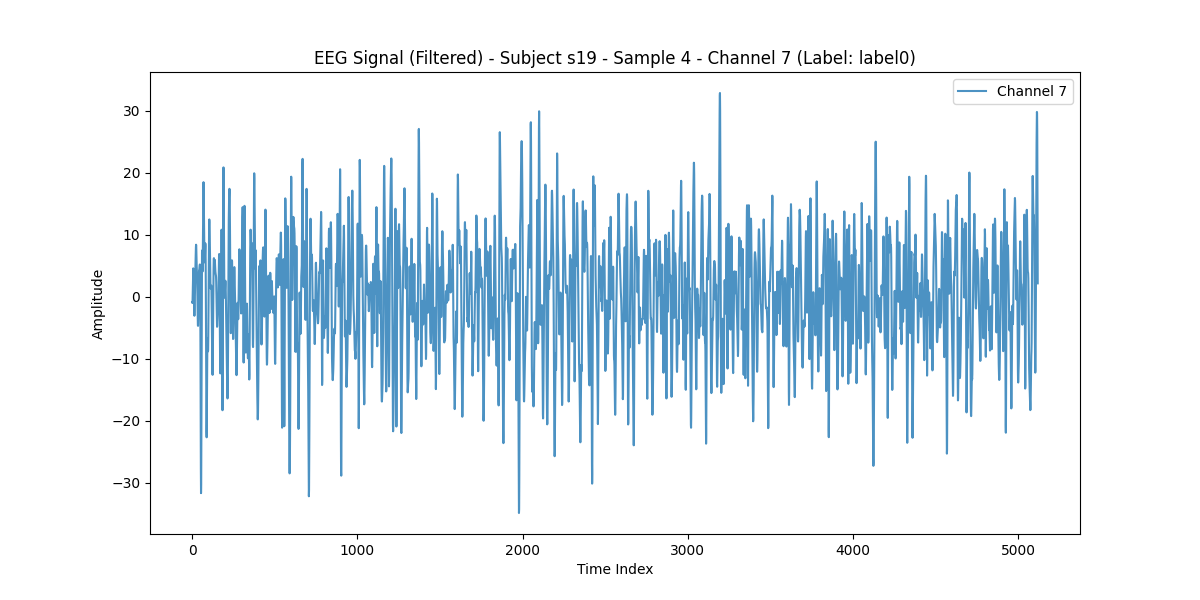 EEG Signal (Filtered) - Subject s19 - Sample 4 - Channel 7 (Label: label0)
Channel 7
30
20
10
0
−10
−20
−30
Amplitude
0 1000 2000 3000 4000 5000
Time Index